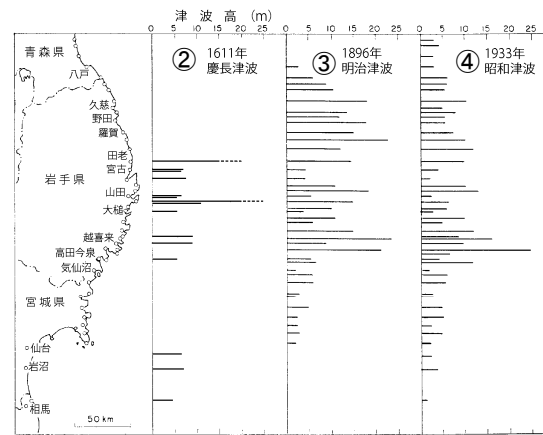 津 波 高 (m)
0 5 10 15 20 25
0 5 10 15 20 25
0 5 10 15 20 25
② 1611年
慶長津波
③ 1896年
明治津波
④ 1933年
昭和津波
青森県
八戸
久慈
野田
羅賀
田老
宮古
岩手県
山田
大槌
越喜来
高田今泉
気仙沼
宮城県
仙台
岩沼
相馬
50km